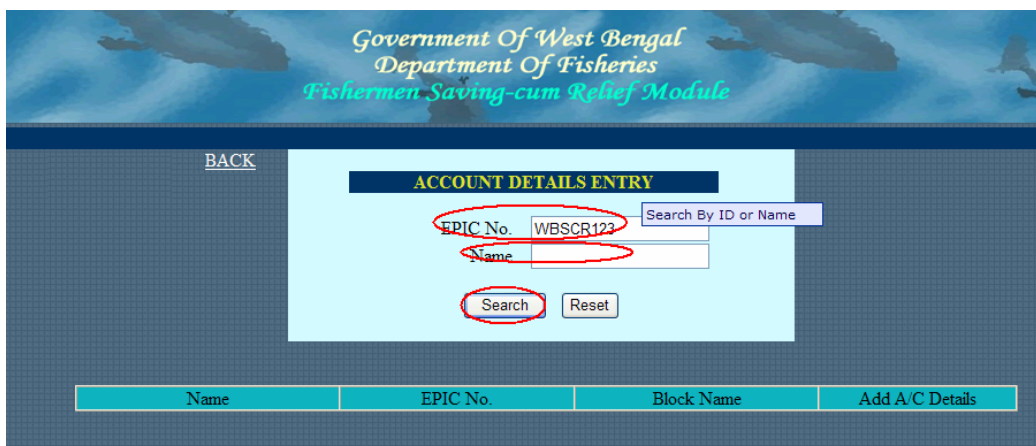 Government Of West Bengal
Department Of Fisheries
Fishermen Saving-cum Relief Module
BACK
ACCOUNT DETAILS ENTRY
EPIC No. WBSCR123
Search By ID or Name
Name
Search Reset
Name EPIC No. Block Name Add A/C Details